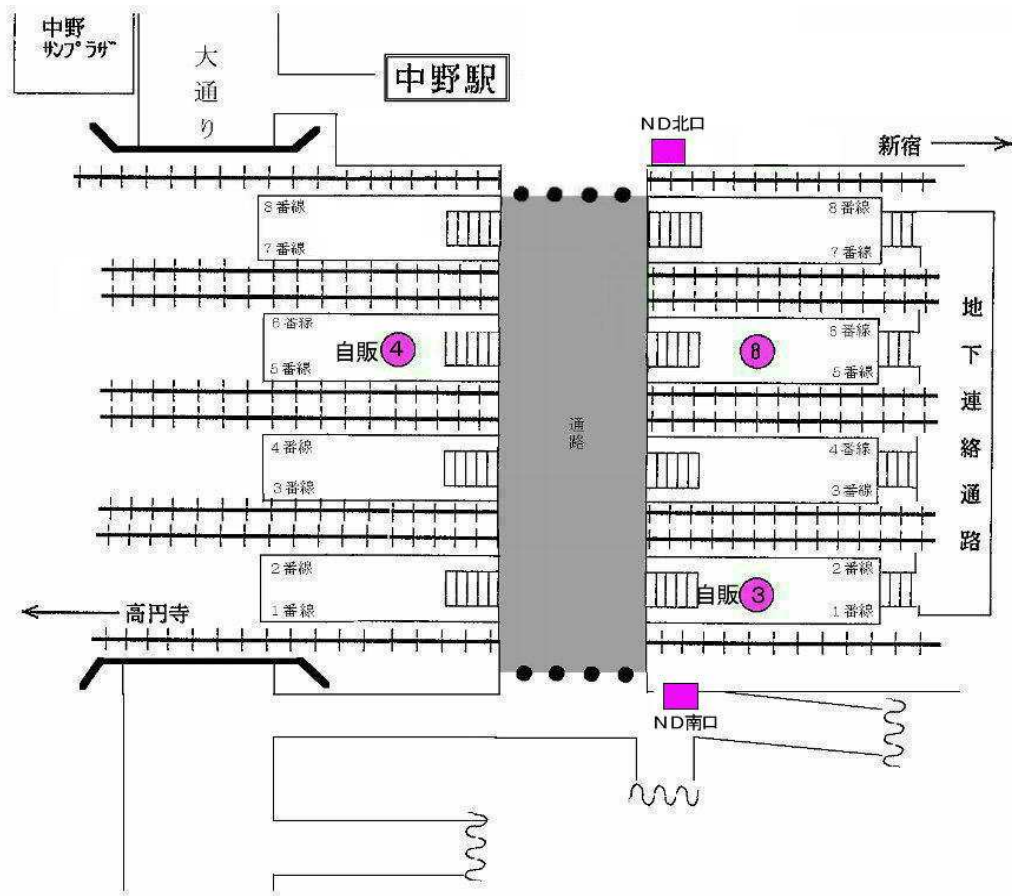 中野
サンプラザ
大通り
中野駅
ND北口
新宿
8番線
7番線
8番線
7番線
6番線
自販 4
5番線
6番線
8
5番線
地下連絡通路
通路
4番線
3番線
4番線
3番線
2番線
1番線
2番線
自販 3
1番線
高円寺
ND南口